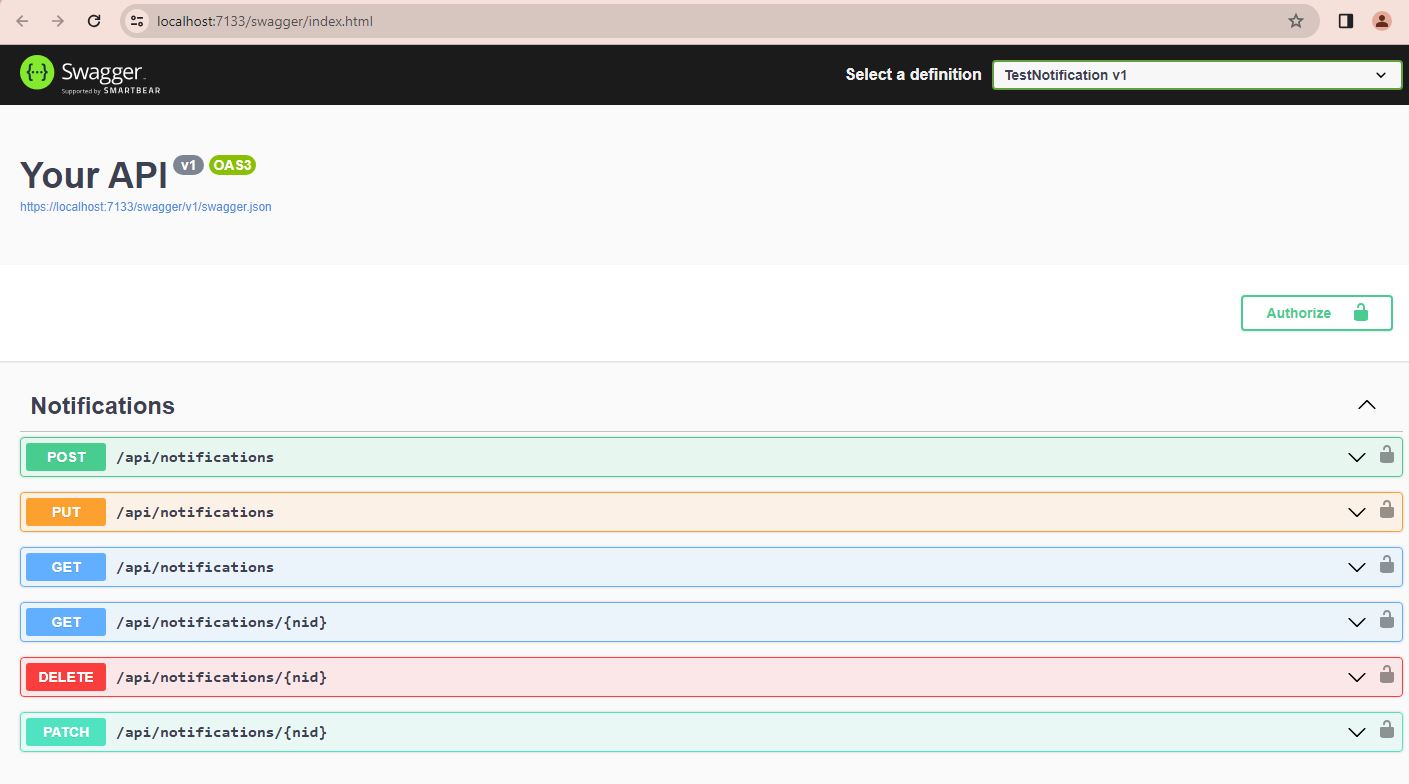 localhost:7133/swagger/index.html
Swagger
Supported by SMARTBEAR
Select a definition
TestNotification v1
Your API v1 OAS3
https://localhost:7133/swagger/v1/swagger.json
Authorize
Notifications
POST /api/notifications
PUT /api/notifications
GET /api/notifications
GET /api/notifications/{nid}
DELETE /api/notifications/{nid}
PATCH /api/notifications/{nid}